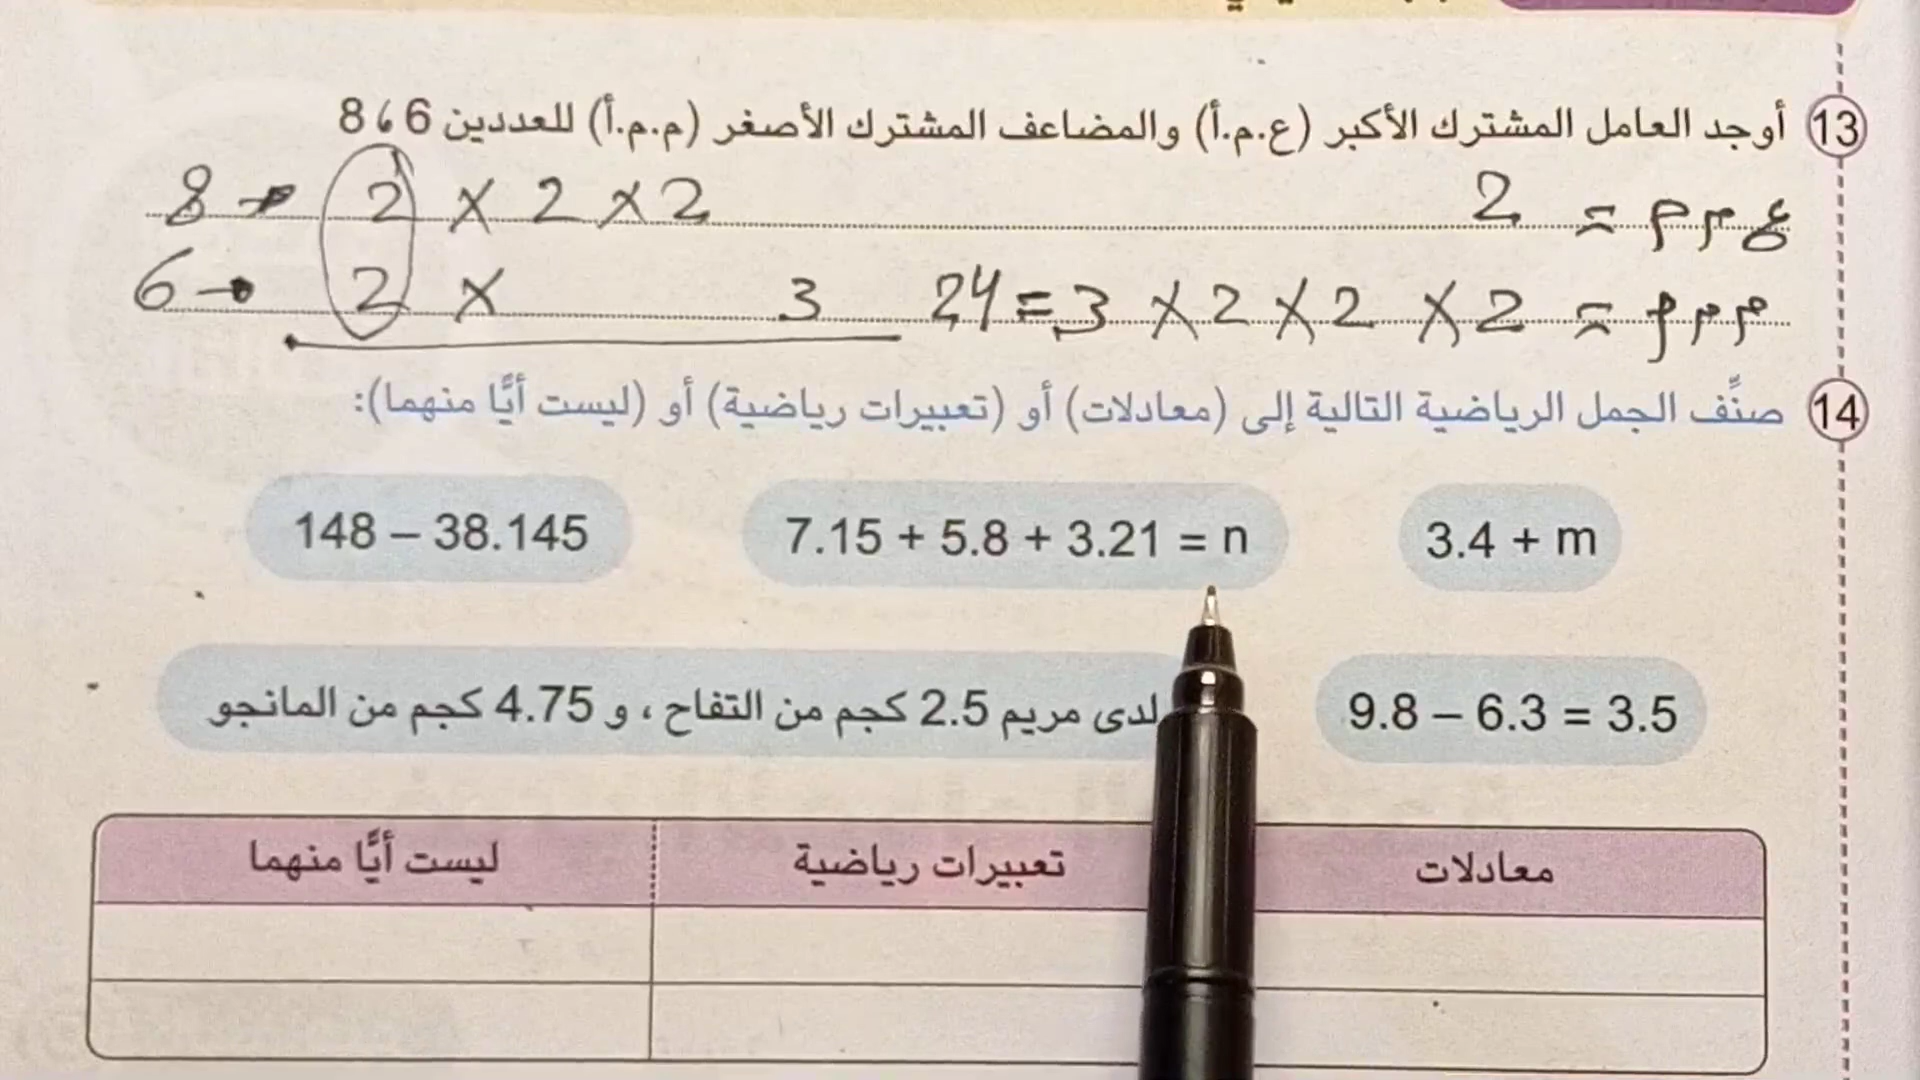 13 أوجد العامل المشترك الأكبر (ع.م.أ) والمضاعف المشترك الأصغر (م.م.أ) للعددين 6 ، 8
8 → 2 × 2 × 2
ع م م = 2
6 → 2 × 3
م م م = 2 × 2 × 2 × 3 = 24
14 صنِّف الجمل الرياضية التالية إلى (معادلات) أو (تعبيرات رياضية) أو (ليست أيًّا منهما):
3.4 + m
7.15 + 5.8 + 3.21 = n
148 – 38.145
9.8 – 6.3 = 3.5
لدى مريم 2.5 كجم من التفاح ، و 4.75 كجم من المانجو
معادلات
تعبيرات رياضية
ليست أيًّا منهما